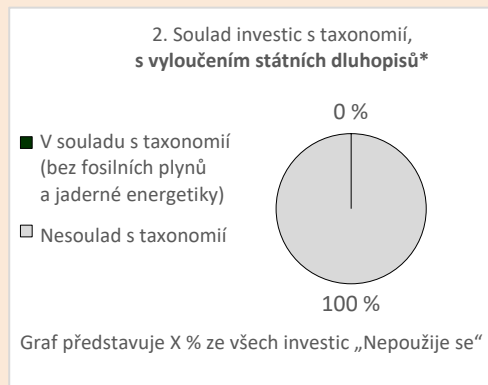 2. Soulad investic s taxonomií,
s vyloučením státních dluhopisů*
0 %
V souladu s taxonomií
(bez fosilních plynů
a jaderné energetiky)
Nesoulad s taxonomií
100 %
Graf představuje X % ze všech investic „Nepoužije se“